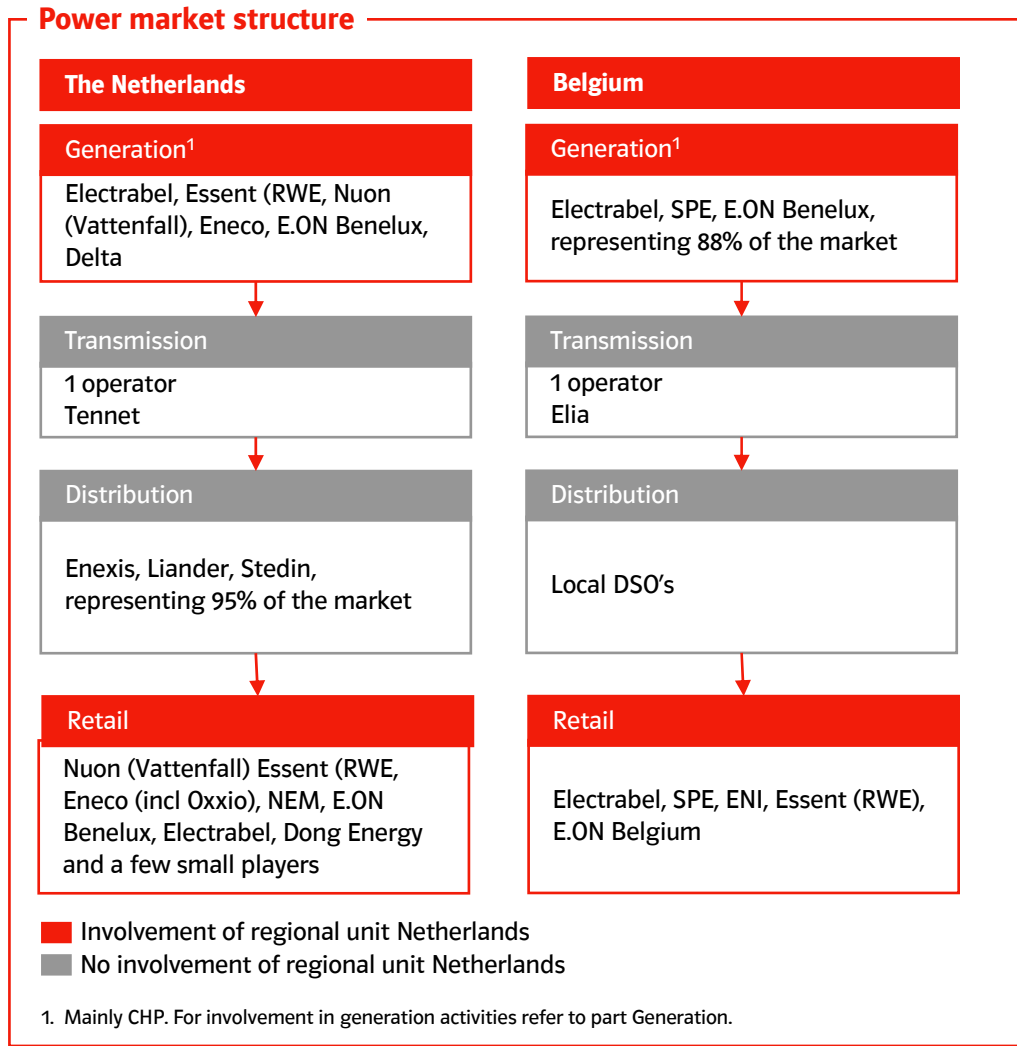 Power market structure
The Netherlands
Generation¹
Electrabel, Essent (RWE, Nuon
(Vattenfall), Eneco, E.ON Benelux,
Delta
Transmission
1 operator
Tennet
Distribution
Enexis, Liander, Stedin,
representing 95% of the market
Retail
Nuon (Vattenfall) Essent (RWE,
Eneco (incl Oxxio), NEM, E.ON
Benelux, Electrabel, Dong Energy
and a few small players
Belgium
Generation¹
Electrabel, SPE, E.ON Benelux,
representing 88% of the market
Transmission
1 operator
Elia
Distribution
Local DSO's
Retail
Electrabel, SPE, ENI, Essent (RWE),
E.ON Belgium
Involvement of regional unit Netherlands
No involvement of regional unit Netherlands
1. Mainly CHP. For involvement in generation activities refer to part Generation.